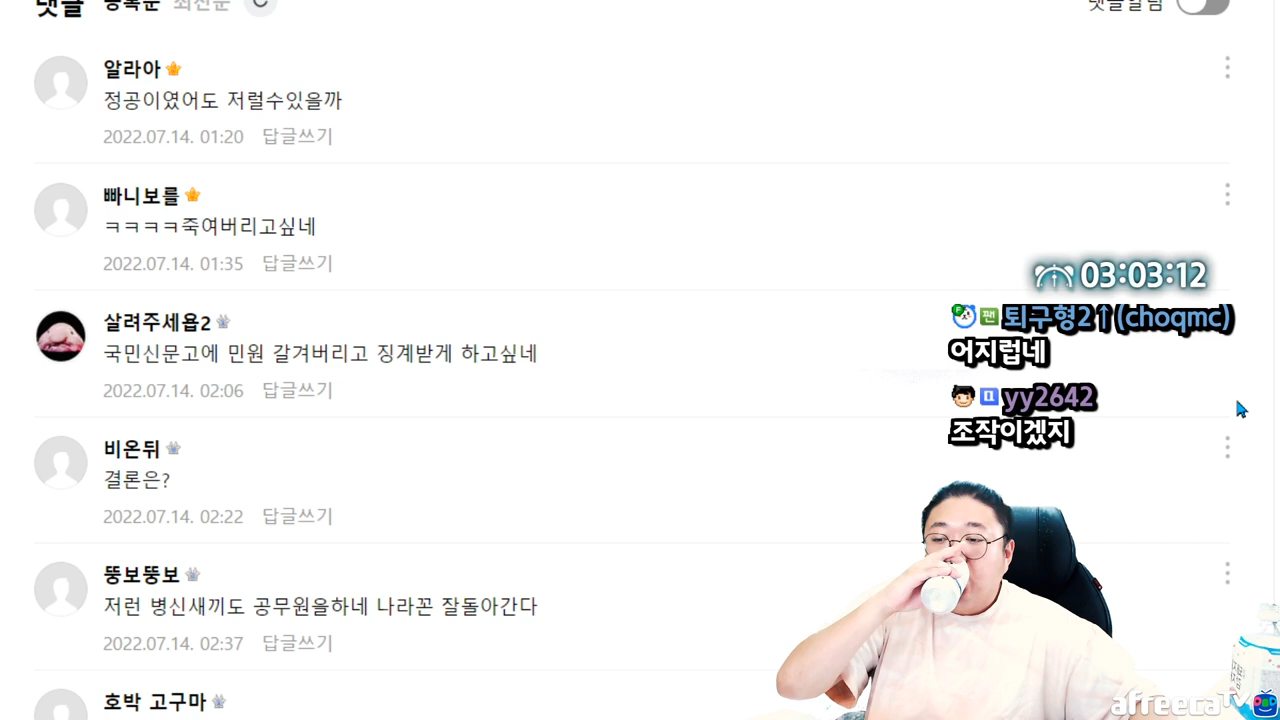 댓글 등록순 최신순
댓글알림
알라아
정공이였어도 저럴수있을까
2022.07.14. 01:20 답글쓰기
빠니보를
ㅋㅋㅋㅋ죽여버리고싶네
2022.07.14. 01:35 답글쓰기
살려주세욥2
국민신문고에 민원 갈겨버리고 징계받게 하고싶네
2022.07.14. 02:06 답글쓰기
비온뒤
결론은?
2022.07.14. 02:22 답글쓰기
뚱보뚱보
저런 병신새끼도 공무원을하네 나라꼰 잘돌아간다
2022.07.14. 02:37 답글쓰기
호박 고구마
03:03:12
팬 퇴구형2↑(choqmc)
어지럽네
yy2642
조작이겠지
afreecaTV